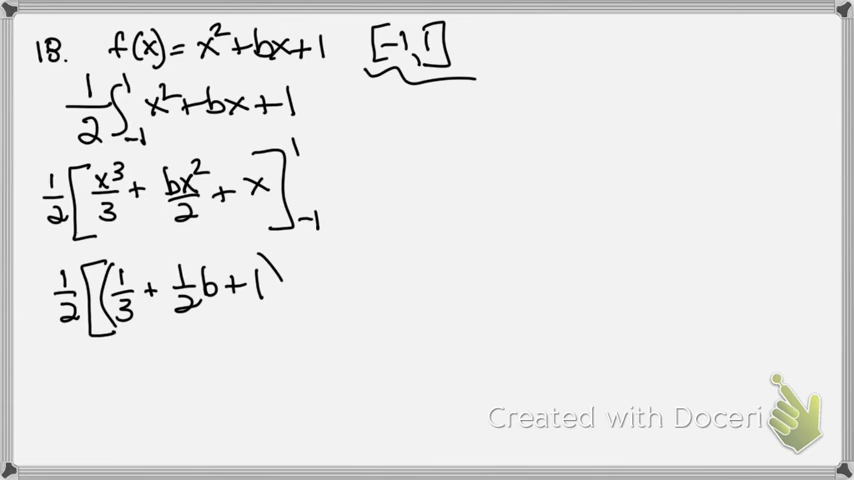 18. f(x) = x² + bx + 1 [-1, 1]
1/2 ∫₋₁¹ x² + bx + 1
1/2 [x³/3 + bx²/2 + x]₋₁¹
1/2 [(1/3 + 1/2 b + 1)
Created with Doceri